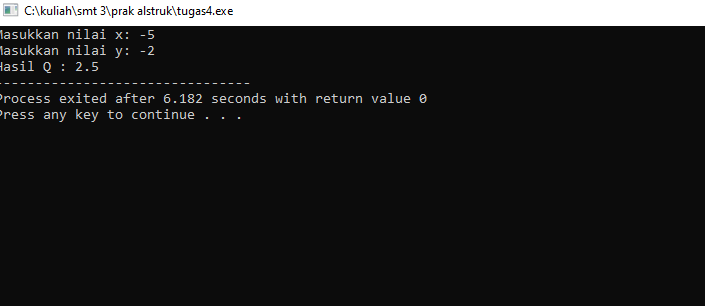 C:\kuliah\smt 3\prak alstruk\tugas4.exe
Masukkan nilai x: -5
Masukkan nilai y: -2
Hasil Q : 2.5
--------------------------------
Process exited after 6.182 seconds with return value 0
Press any key to continue . . .